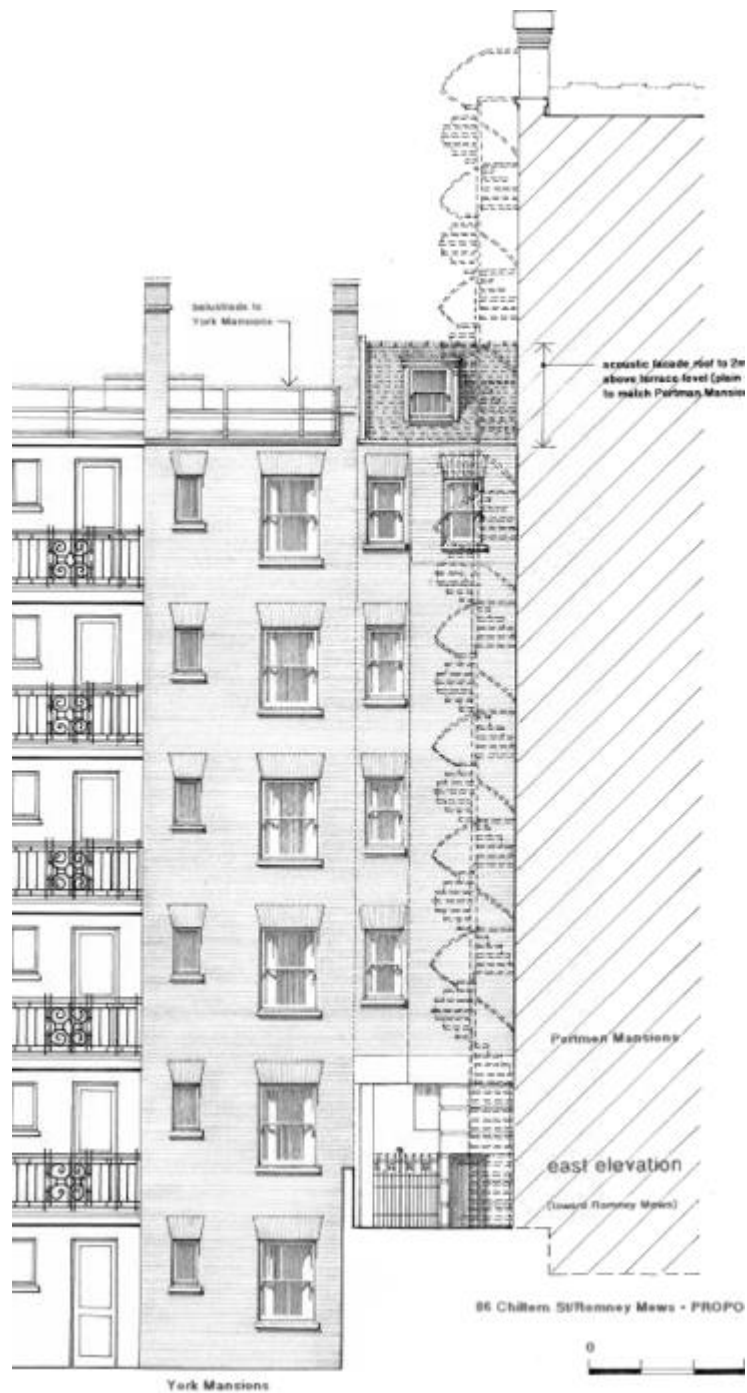 balustrade to
York Mansions
acoustic facade roof to 2m
above terrace level (plain
to match Portman Mansion
Portman Mansions
east elevation
(toward Romney Mews)
86 Chiltern St/Romney Mews - PROPO
0
York Mansions